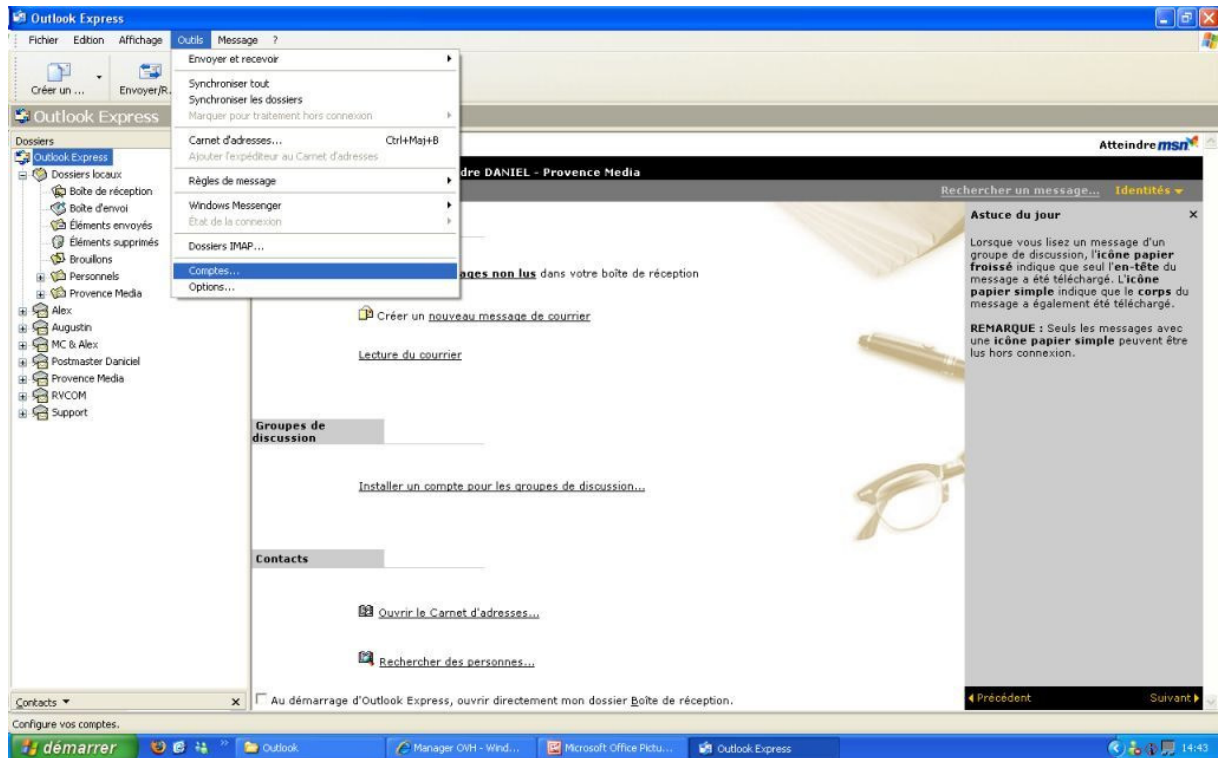 Outlook Express
Fichier Edition Affichage Outils Message ?
Créer un ... Envoyer/R.
Envoyer et recevoir
Synchroniser tout
Synchroniser les dossiers
Marquer pour traitement hors connexion
Carnet d'adresses... Ctrl+Maj+B
Ajouter l'expéditeur au Carnet d'adresses
Règles de message
Windows Messenger
État de la connexion
Dossiers IMAP...
Comptes...
Options...
Outlook Express
Dossiers
Outlook Express
Dossiers locaux
Boîte de réception
Boîte d'envoi
Éléments envoyés
Éléments supprimés
Brouillons
Personnels
Provence Media
Alex
Augustin
MC & Alex
Postmaster Daniciel
Provence Media
RVCOM
Support
Contacts
Atteindre msn
dre DANIEL - Provence Media
Rechercher un message... Identités
ages non lus dans votre boîte de réception
Créer un nouveau message de courrier
Lecture du courrier
Groupes de
discussion
Installer un compte pour les groupes de discussion...
Contacts
Ouvrir le Carnet d'adresses...
Rechercher des personnes...
Au démarrage d'Outlook Express, ouvrir directement mon dossier Boîte de réception.
Astuce du jour
Lorsque vous lisez un message d'un
groupe de discussion, l'icône papier
froissé indique que seul l'en-tête du
message a été téléchargé. L'icône
papier simple indique que le corps du
message a également été téléchargé.
REMARQUE : Seuls les messages avec
une icône papier simple peuvent être
lus hors connexion.
Précédent Suivant
Configure vos comptes.
démarrer Outlook Manager OVH - Wind... Microsoft Office Pictu... Outlook Express 14:43